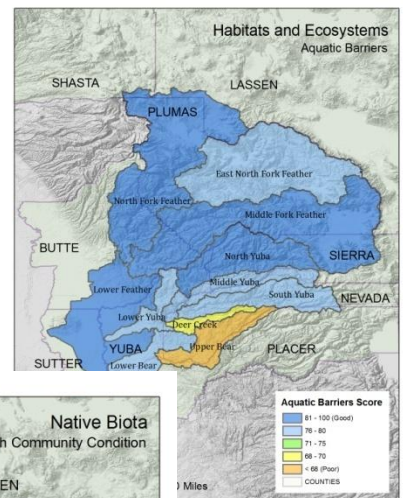 Habitats and Ecosystems
Aquatic Barriers
SHASTA
LASSEN
PLUMAS
East North Fork Feather
North Fork Feather
Middle Fork Feather
BUTTE
North Yuba
SIERRA
Lower Feather
Middle Yuba
South Yuba
NEVADA
Lower Yuba
Deer Creek
Upper Bear
PLACER
SUTTER
YUBA
Lower Bear
Aquatic Barriers Score
81 - 100 (Good)
76 - 80
71 - 75
68 - 70
< 68 (Poor)
COUNTIES
Miles
Native Biota
Community Condition
EN